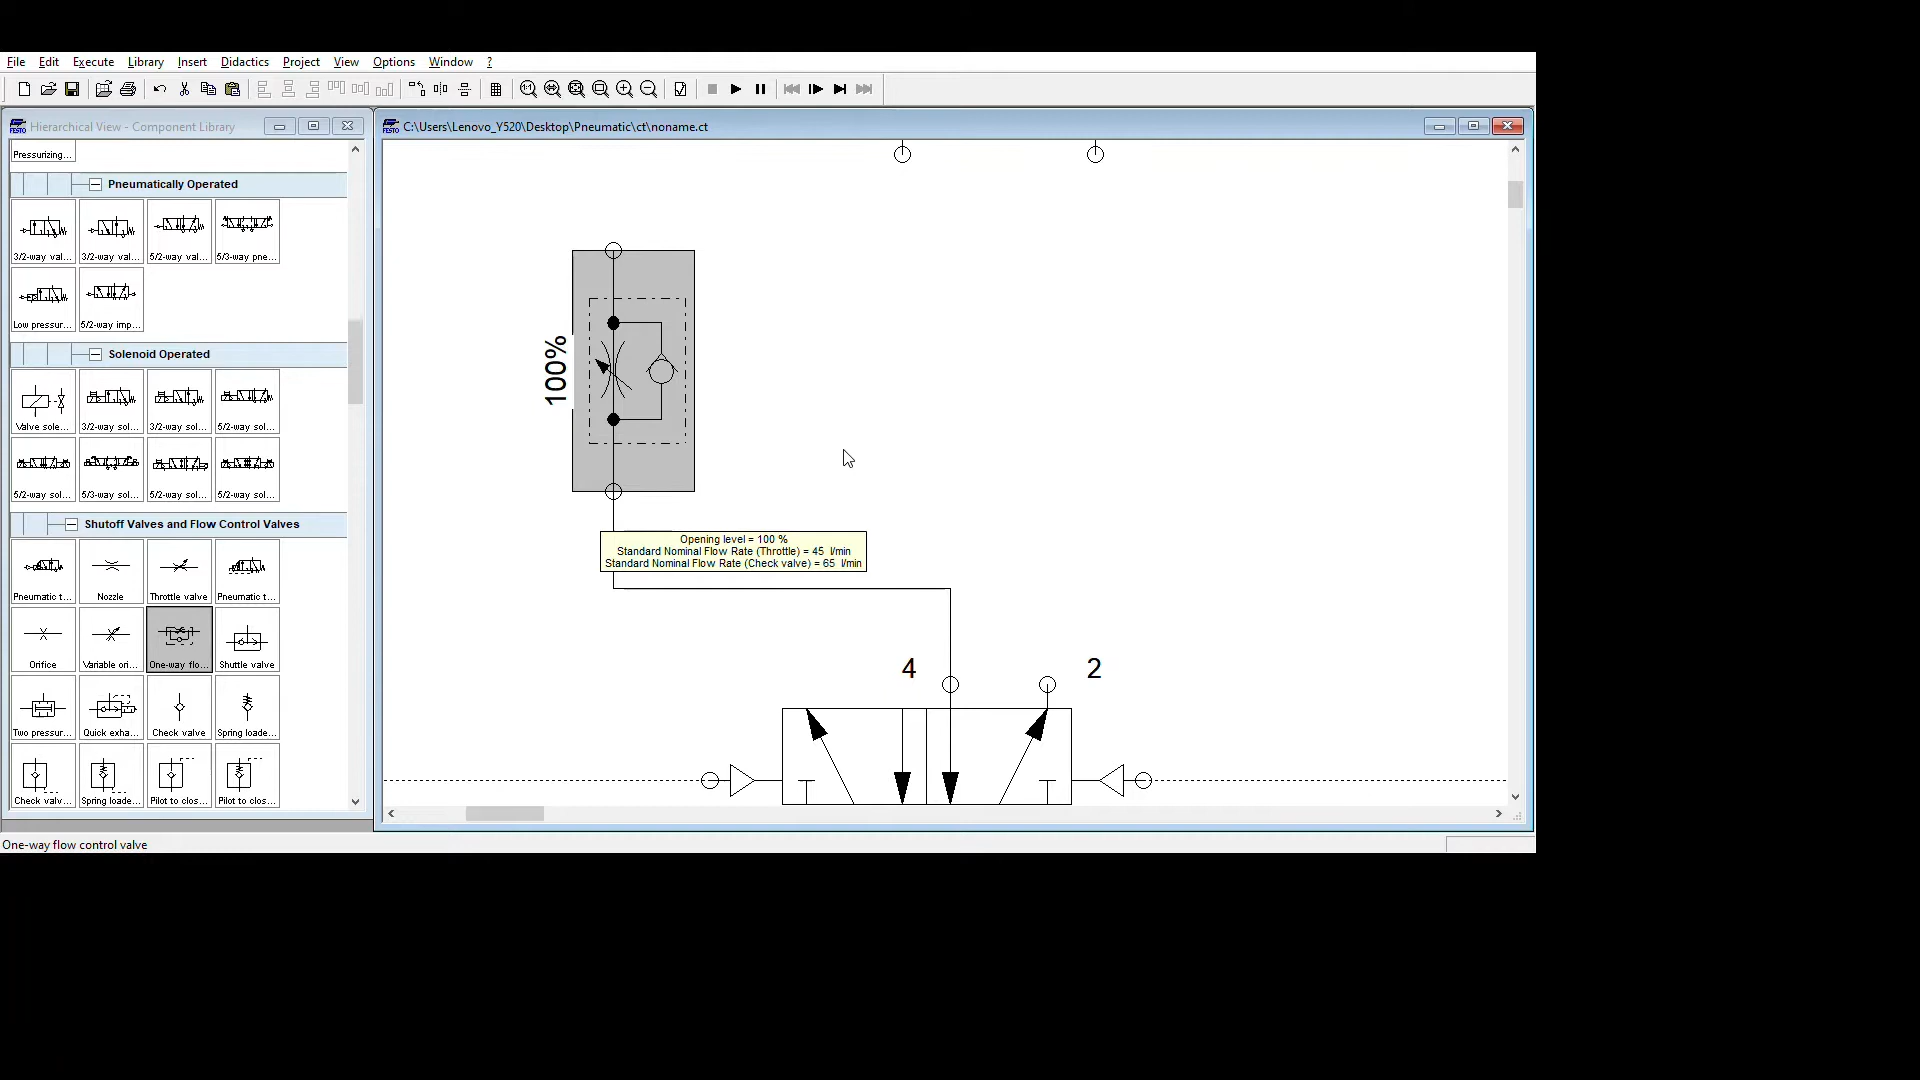 File Edit Execute Library Insert Didactics Project View Options Window ?
FESTO Hierarchical View - Component Library
FESTO C:\Users\Lenovo_Y520\Desktop\Pneumatic\ct\noname.ct
Pressurizing...
Pneumatically Operated
3/2-way val... 3/2-way val... 5/2-way val... 5/3-way pne...
Low pressur... 5/2-way imp...
Solenoid Operated
Valve sole... 3/2-way sol... 3/2-way sol... 5/2-way sol...
5/2-way sol... 5/3-way sol... 5/2-way sol... 5/2-way sol...
Shutoff Valves and Flow Control Valves
Pneumatic t... Nozzle Throttle valve Pneumatic t...
Orifice Variable ori... One-way flo... Shuttle valve
Two pressur... Quick exha... Check valve Spring loade...
Check valv... Spring loade... Pilot to clos... Pilot to clos...
100%
Opening level = 100 %
Standard Nominal Flow Rate (Throttle) = 45 l/min
Standard Nominal Flow Rate (Check valve) = 65 l/min
4 2
One-way flow control valve